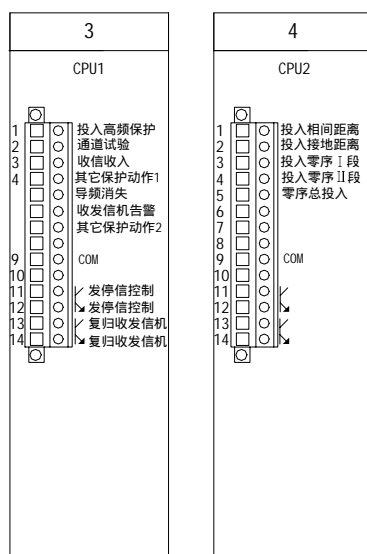 3
CPU1
1 投入高频保护
2 通道试验
3 收信收入
4 其它保护动作1
导频消失
收发信机告警
其它保护动作2
9 COM
10
11 发停信控制
12 发停信控制
13 复归收发信机
14 复归收发信机
4
CPU2
1 投入相间距离
2 投入接地距离
3 投入零序Ⅰ段
4 投入零序Ⅱ段
5 零序总投入
6
7
8
9 COM
10
11
12
13
14